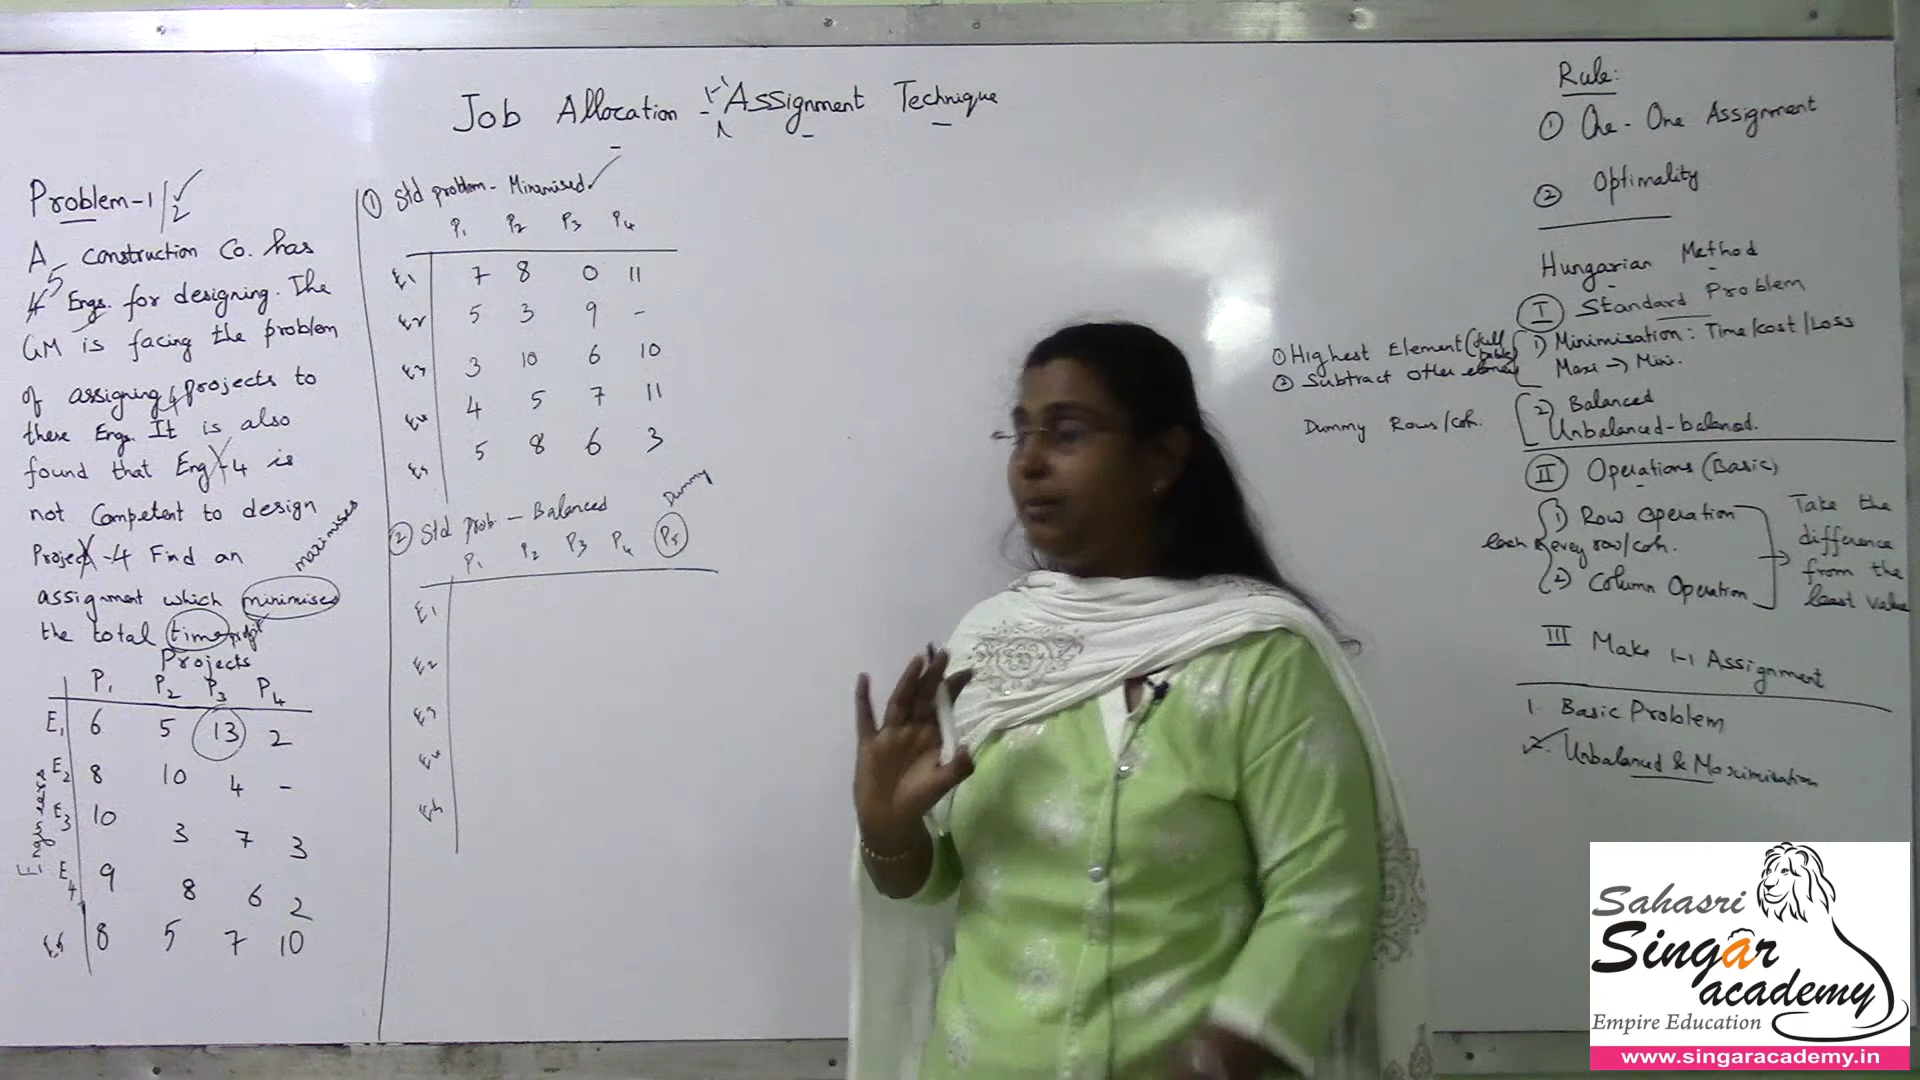 Job Allocation - 1-1 Assignment Technique
Problem-1/2
A construction Co. has
4 5 Engs. for designing. The
GM is facing the problem
of assigning 4 projects to
these Engs. It is also
found that Eng-4 is
not Competent to design
Project-4 Find an
maximises
assignment which minimises
the total time profit
Projects
P1 P2 P3 P4
Engineers
E1 6 5 13 2
E2 8 10 4 -
E3 10 3 7 3
E4 9 8 6 2
E5 8 5 7 10
① Std problem - Minimised
P1 P2 P3 P4
E1 7 8 0 11
E2 5 3 9 -
E3 3 10 6 10
E4 4 5 7 11
E5 5 8 6 3
② Std prob. - Balanced
Dummy
P1 P2 P3 P4 P5
E1
E2
E3
E4
E5
Rule:
① One-One Assignment
② Optimality
Hungarian Method
I Standard Problem
1) Minimisation: Time/cost/Loss
Maxi → Mini.
① Highest Element (full table)
② Subtract other elements
2) Balanced
Unbalanced-balanced.
Dummy Rows/coln.
II Operations (Basic)
1) Row Operation
each & every row/coln.
2) Column Operation
Take the
difference
from the
least value
III Make 1-1 Assignment
1. Basic Problem
2. Unbalanced & Maximisation
Sahasri
Singar
academy
Empire Education
www.singaracademy.in